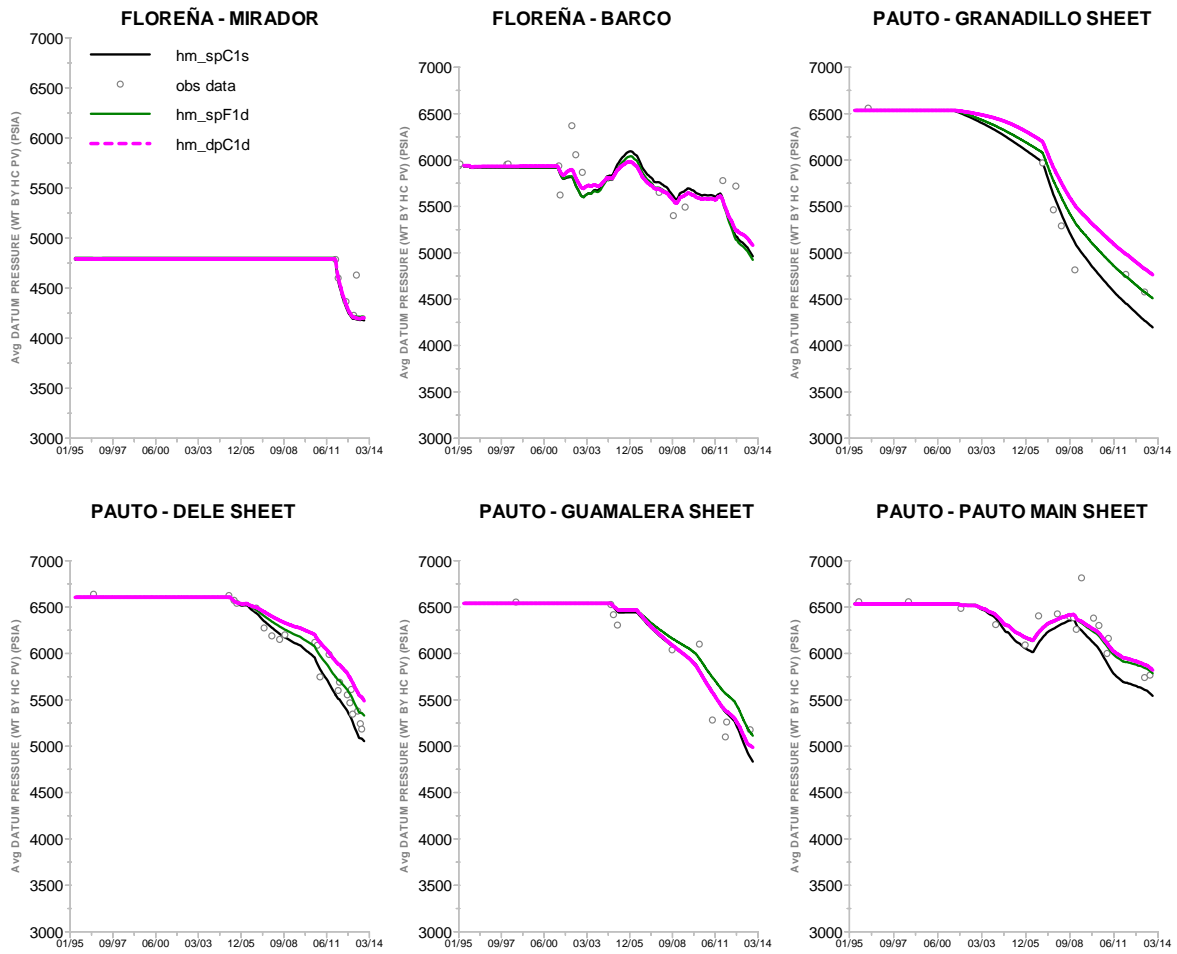 FLOREÑA - MIRADOR
Avg DATUM PRESSURE (WT BY HC PV) (PSIA)
7000
6500
6000
5500
5000
4500
4000
3500
3000
hm_spC1s
obs data
hm_spF1d
hm_dpC1d
01/95 09/97 06/00 03/03 12/05 09/08 06/11 03/14
FLOREÑA - BARCO
Avg DATUM PRESSURE (WT BY HC PV) (PSIA)
7000
6500
6000
5500
5000
4500
4000
3500
3000
01/95 09/97 06/00 03/03 12/05 09/08 06/11 03/14
PAUTO - GRANADILLO SHEET
Avg DATUM PRESSURE (WT BY HC PV) (PSIA)
7000
6500
6000
5500
5000
4500
4000
3500
3000
01/95 09/97 06/00 03/03 12/05 09/08 06/11 03/14
PAUTO - DELE SHEET
Avg DATUM PRESSURE (WT BY HC PV) (PSIA)
7000
6500
6000
5500
5000
4500
4000
3500
3000
01/95 09/97 06/00 03/03 12/05 09/08 06/11 03/14
PAUTO - GUAMALERA SHEET
Avg DATUM PRESSURE (WT BY HC PV) (PSIA)
7000
6500
6000
5500
5000
4500
4000
3500
3000
01/95 09/97 06/00 03/03 12/05 09/08 06/11 03/14
PAUTO - PAUTO MAIN SHEET
Avg DATUM PRESSURE (WT BY HC PV) (PSIA)
7000
6500
6000
5500
5000
4500
4000
3500
3000
01/95 09/97 06/00 03/03 12/05 09/08 06/11 03/14